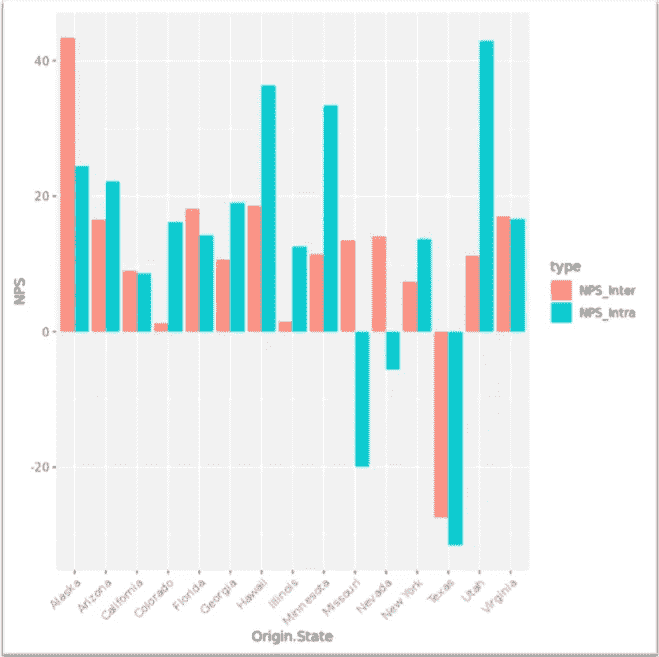 40
20
0
-20
NPS
Alaska
Arizona
California
Colorado
Florida
Georgia
Hawaii
Illinois
Minnesota
Missouri
Nevada
New York
Texas
Utah
Virginia
Origin.State
type
NPS_Inter
NPS_Intra